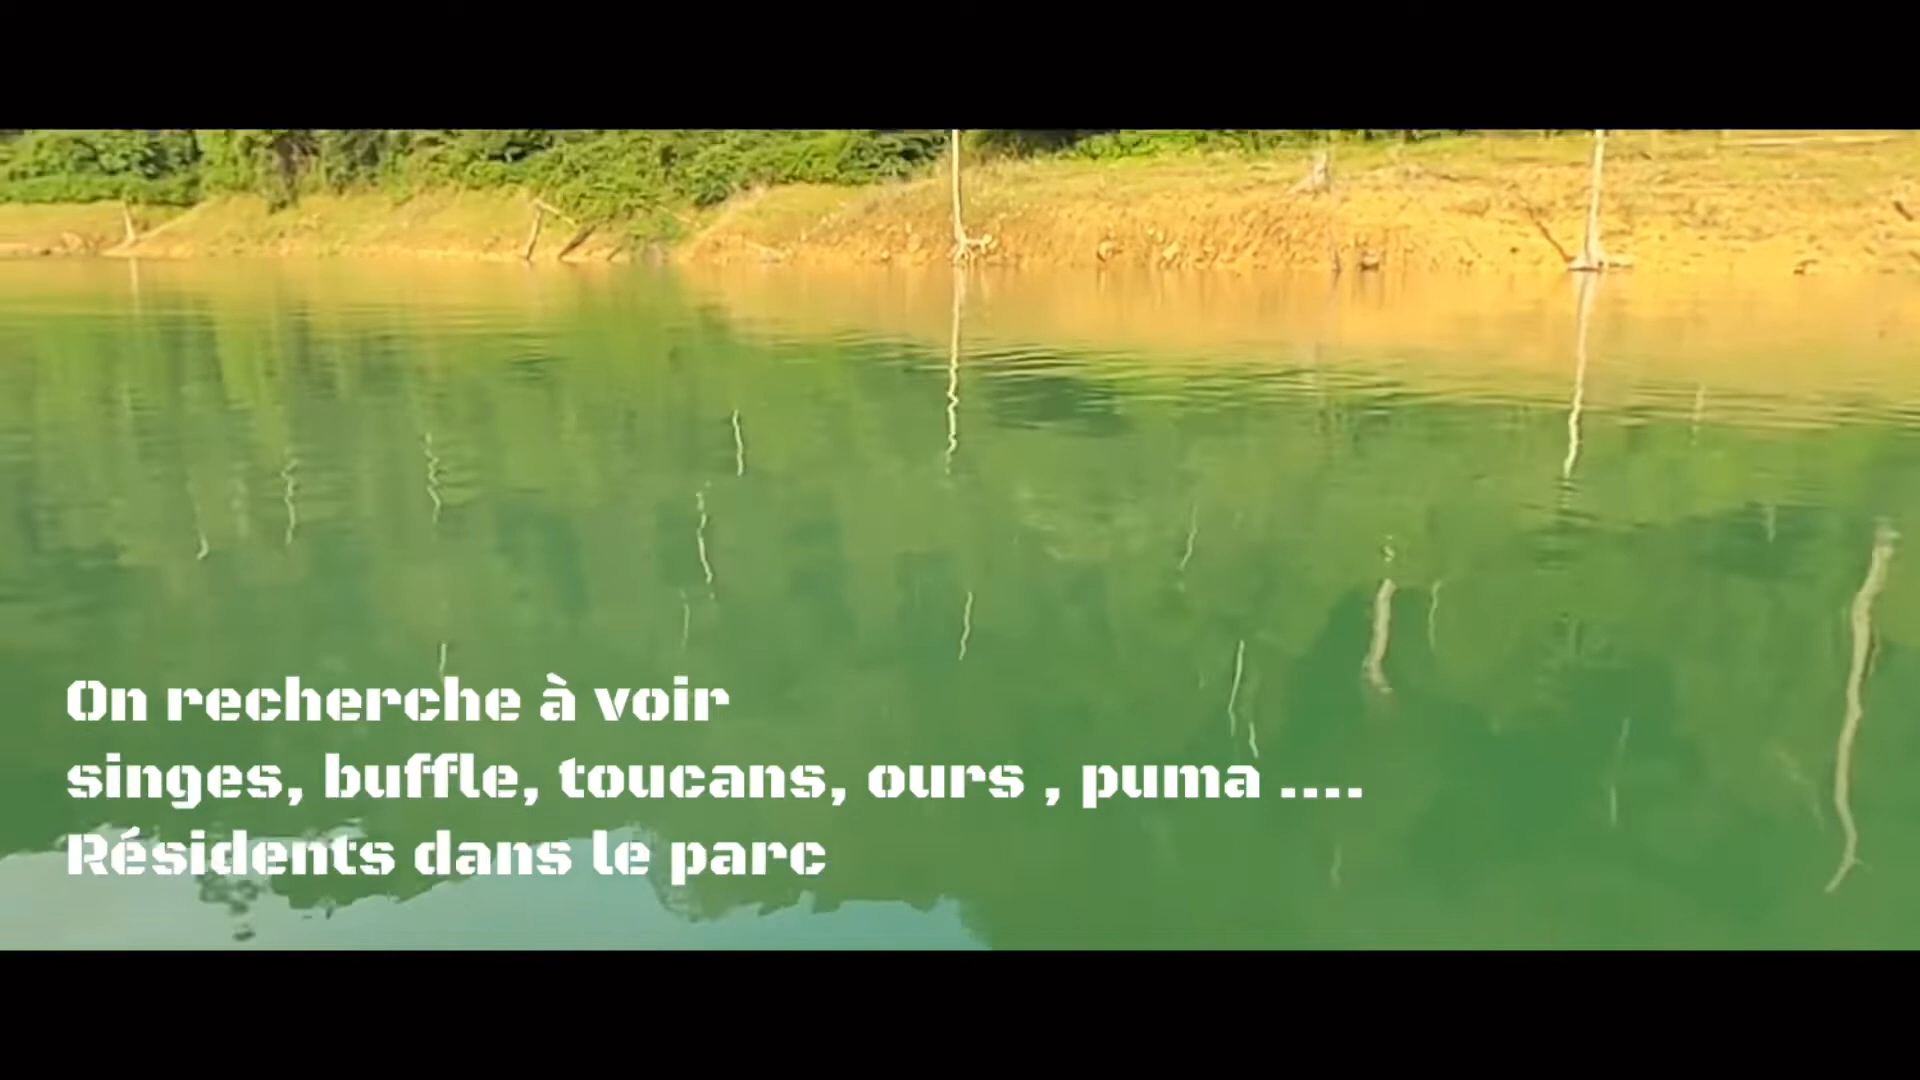 On recherche à voir
singes, buffle, toucans, ours , puma ....
Résidents dans le parc